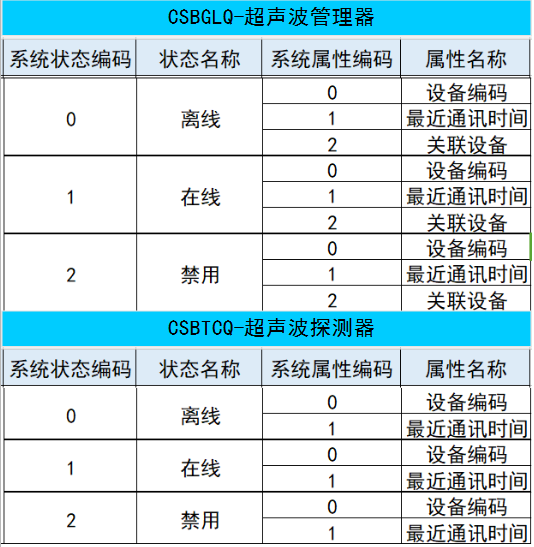 CSBGLQ-超声波管理器
系统状态编码 状态名称 系统属性编码 属性名称
0 离线 0 设备编码
1 最近通讯时间
2 关联设备
1 在线 0 设备编码
1 最近通讯时间
2 关联设备
2 禁用 0 设备编码
1 最近通讯时间
2 关联设备
CSBTCQ-超声波探测器
系统状态编码 状态名称 系统属性编码 属性名称
0 离线 0 设备编码
1 最近通讯时间
1 在线 0 设备编码
1 最近通讯时间
2 禁用 0 设备编码
1 最近通讯时间